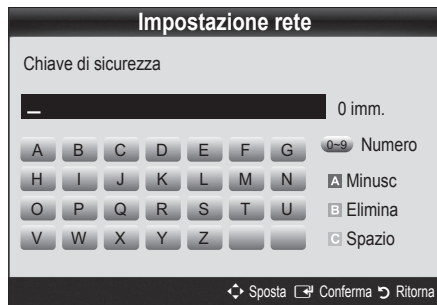 Impostazione rete
Chiave di sicurezza
_ 0 imm.
A B C D E F G 0~9 Numero
H I J K L M N A Minusc
O P Q R S T U B Elimina
V W X Y Z C Spazio
Sposta Conferma Ritorna